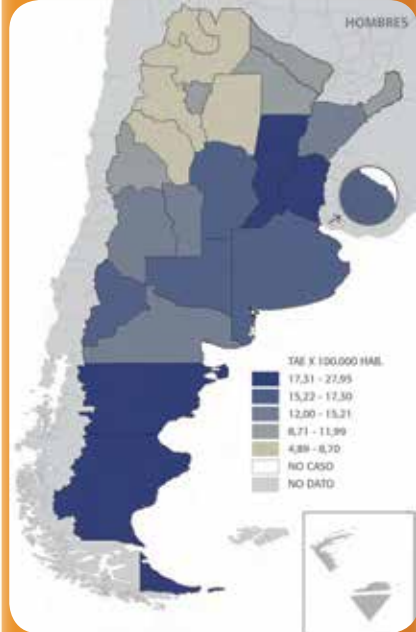 HOMBRES
TAE X 100.000 HAB.
17,31 - 27,95
15,22 - 17,30
12,00 - 15,21
8,71 - 11,99
4,89 - 8,70
NO CASO
NO DATO